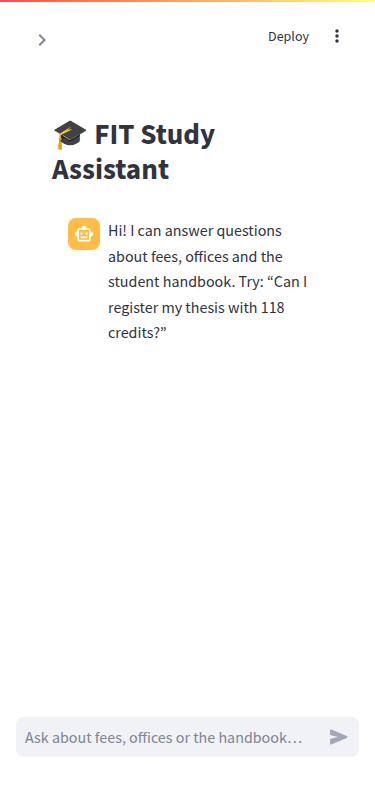 Deploy
🎓 FIT Study
Assistant
Hi! I can answer questions
about fees, offices and the
student handbook. Try: “Can I
register my thesis with 118
credits?”
Ask about fees, offices or the handbook…